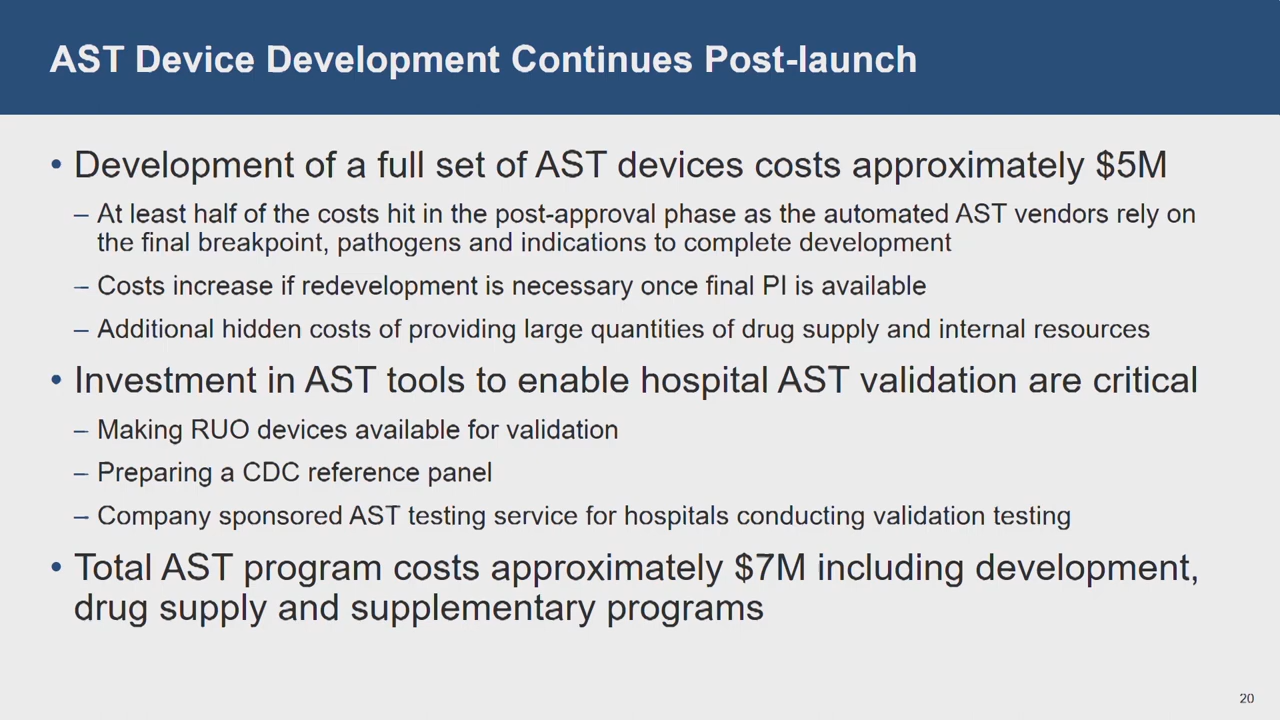 AST Device Development Continues Post-launch
• Development of a full set of AST devices costs approximately $5M
– At least half of the costs hit in the post-approval phase as the automated AST vendors rely on
the final breakpoint, pathogens and indications to complete development
– Costs increase if redevelopment is necessary once final PI is available
– Additional hidden costs of providing large quantities of drug supply and internal resources
• Investment in AST tools to enable hospital AST validation are critical
– Making RUO devices available for validation
– Preparing a CDC reference panel
– Company sponsored AST testing service for hospitals conducting validation testing
• Total AST program costs approximately $7M including development,
drug supply and supplementary programs
20